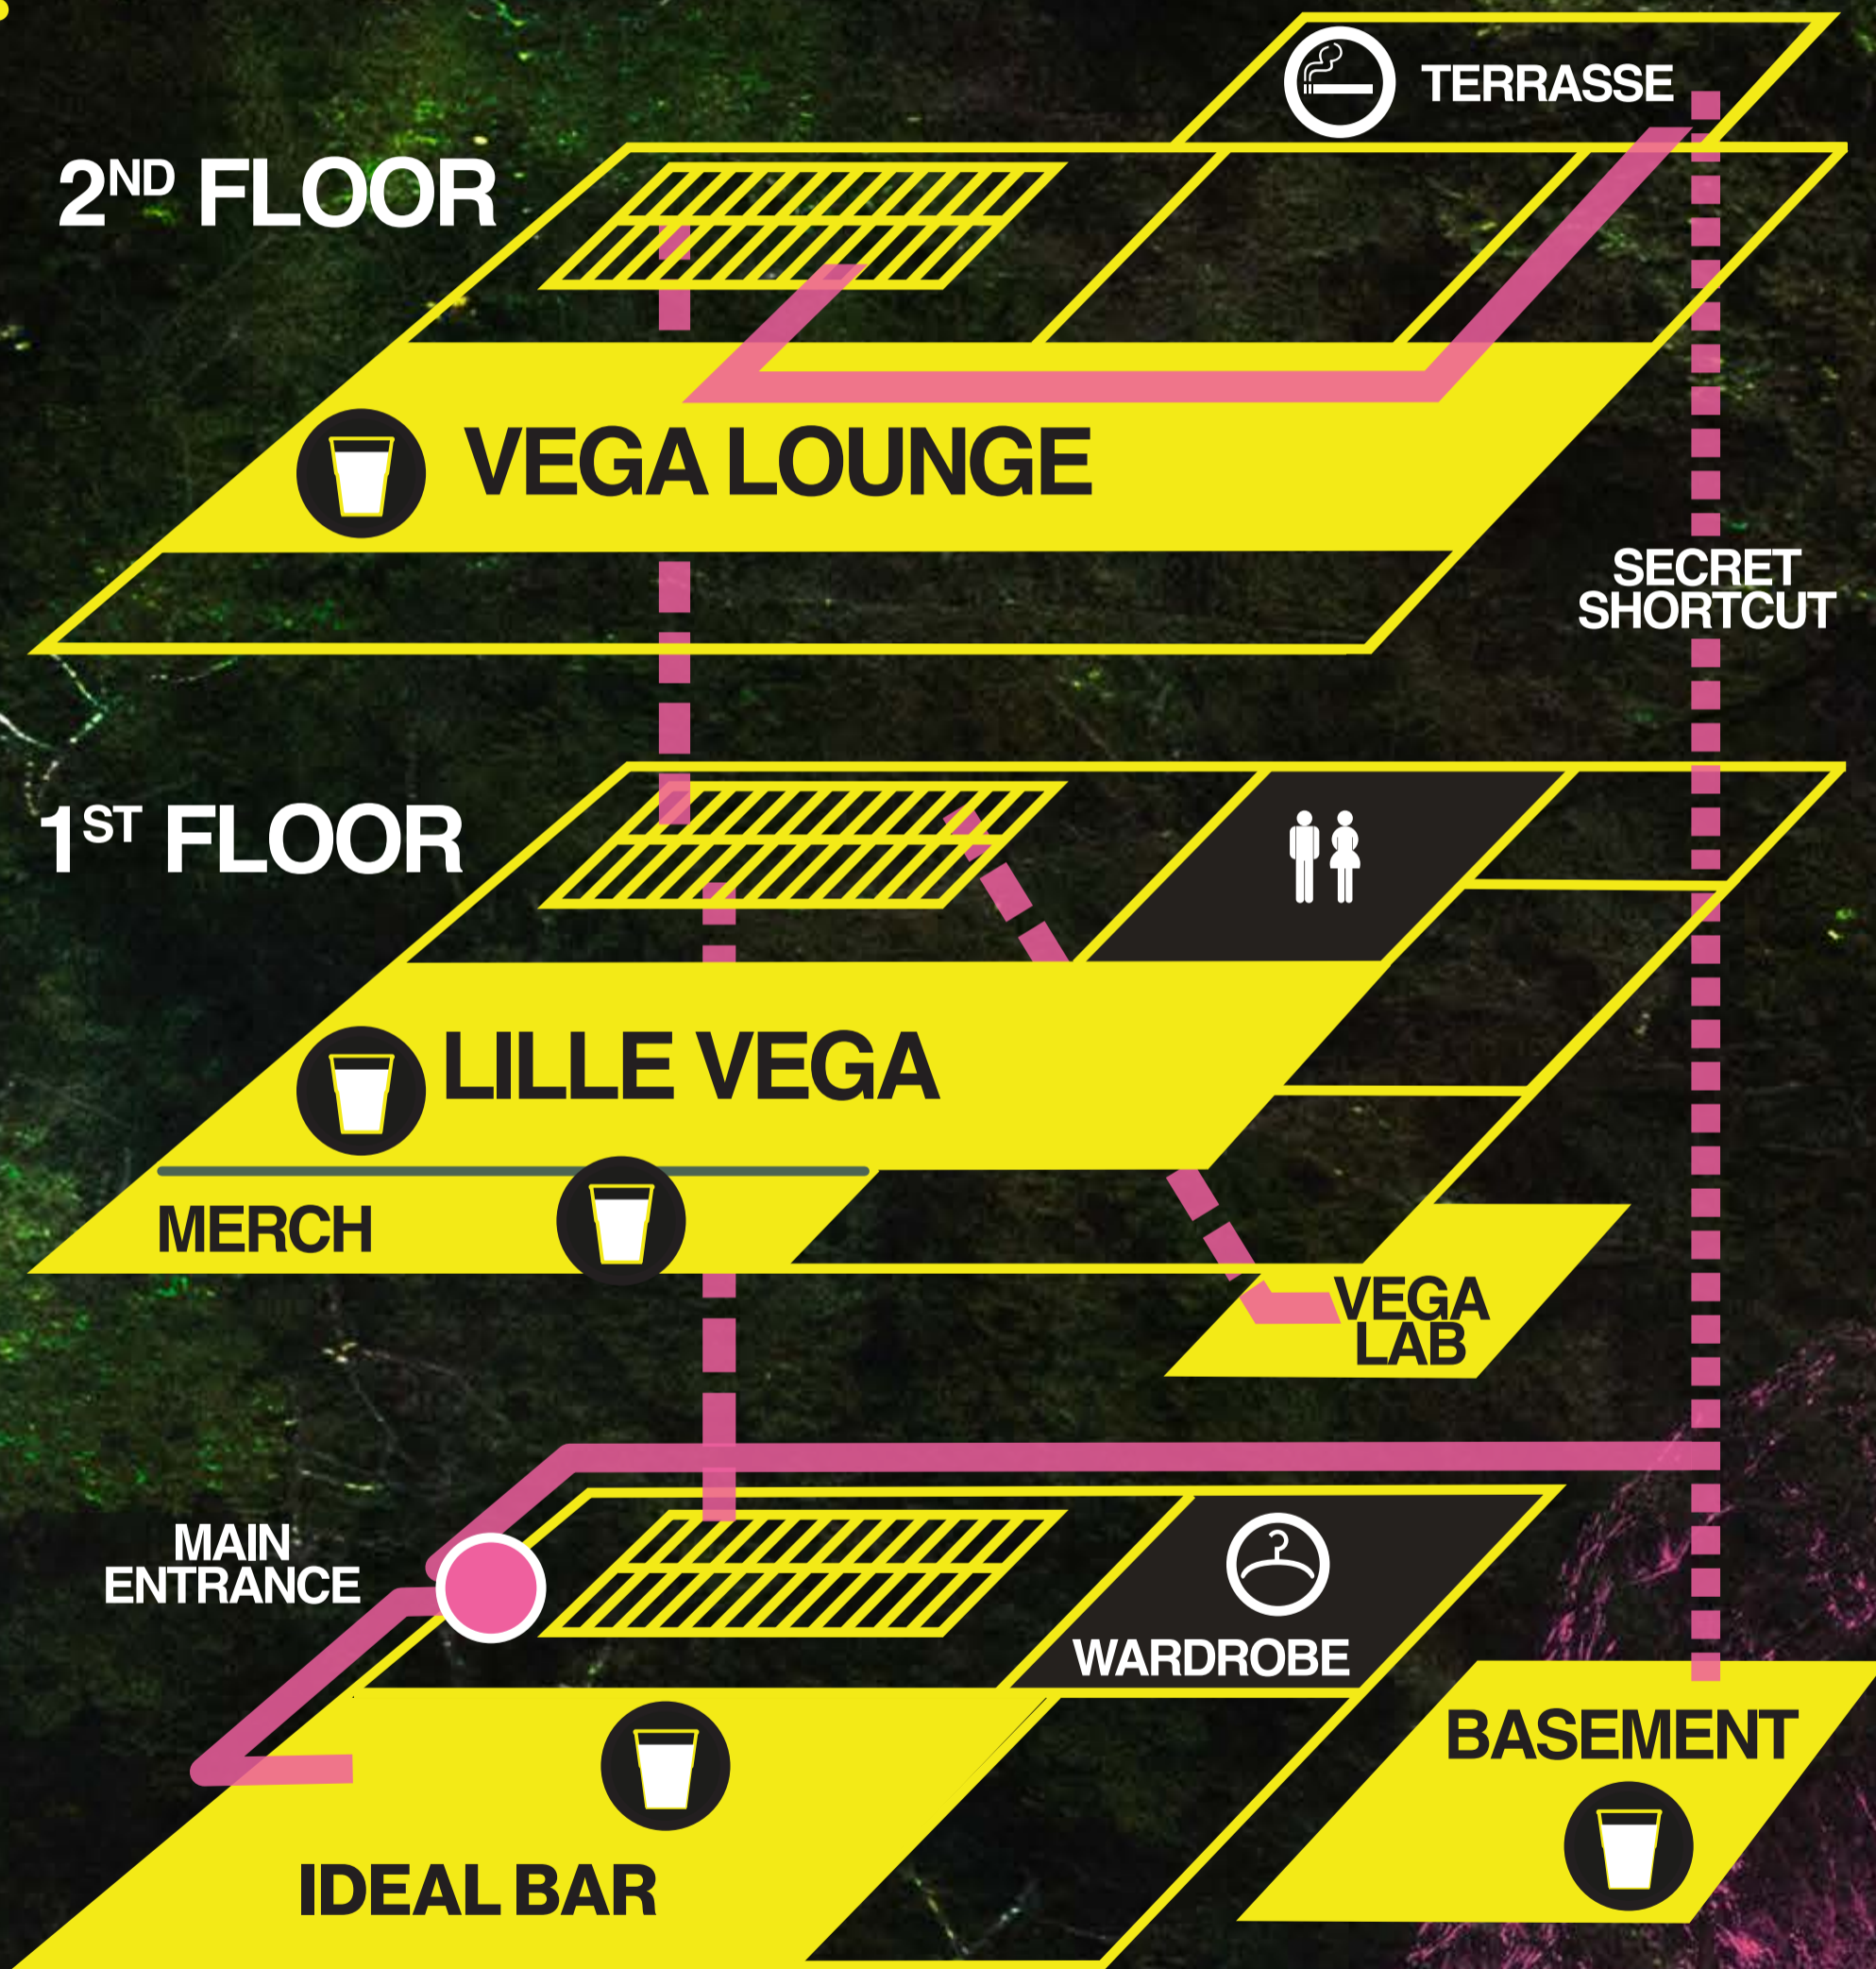 TERRASSE
2ND FLOOR
VEGA LOUNGE
SECRET
SHORTCUT
1ST FLOOR
LILLE VEGA
MERCH
VEGA
LAB
MAIN
ENTRANCE
WARDROBE
BASEMENT
IDEAL BAR